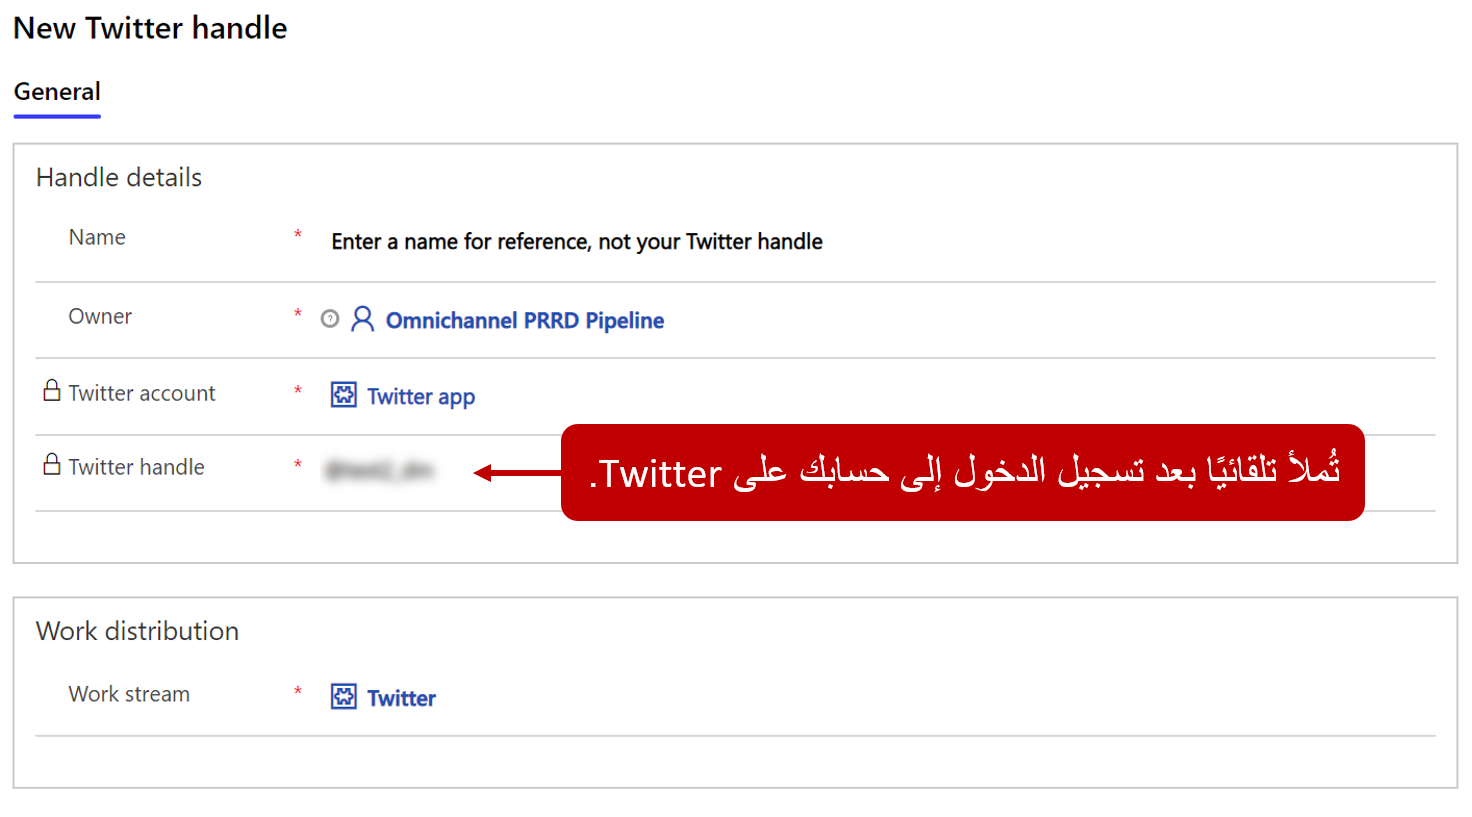 New Twitter handle
General
Handle details
Name * Enter a name for reference, not your Twitter handle
Owner * ? Omnichannel PRRD Pipeline
Twitter account * Twitter app
Twitter handle *
تُملأ تلقائيًا بعد تسجيل الدخول إلى حسابك على Twitter.
Work distribution
Work stream * Twitter